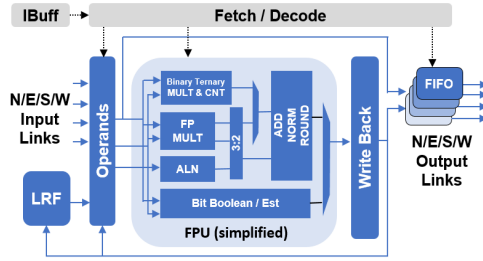 IBuff
Fetch / Decode
N/E/S/W
Input
Links
Operands
Binary Ternary
MULT & CNT
FP
MULT
ALN
3:2
ADD
NORM
ROUND
Bit Boolean / Est
FPU (simplified)
Write Back
FIFO
N/E/S/W
Output
Links
LRF